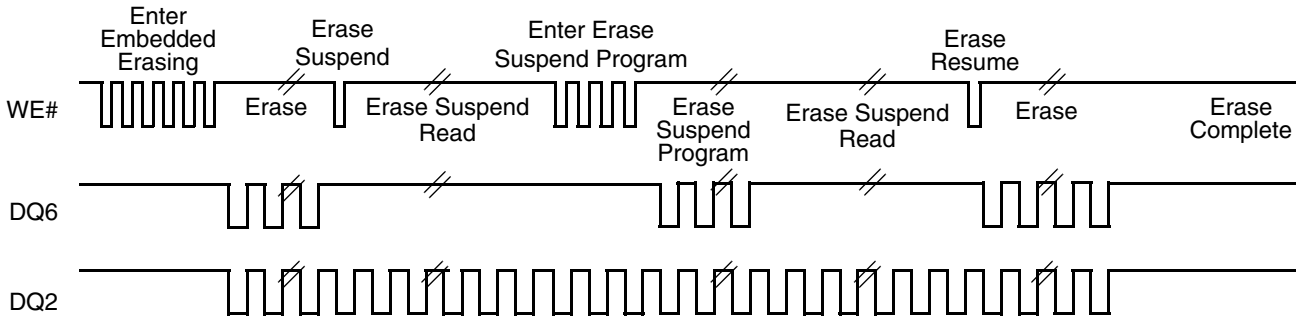 Enter
Embedded
Erasing
Erase
Suspend
Enter Erase
Suspend Program
Erase
Resume
WE#
Erase
Erase Suspend
Read
Erase
Suspend
Program
Erase Suspend
Read
Erase
Erase
Complete
DQ6
DQ2